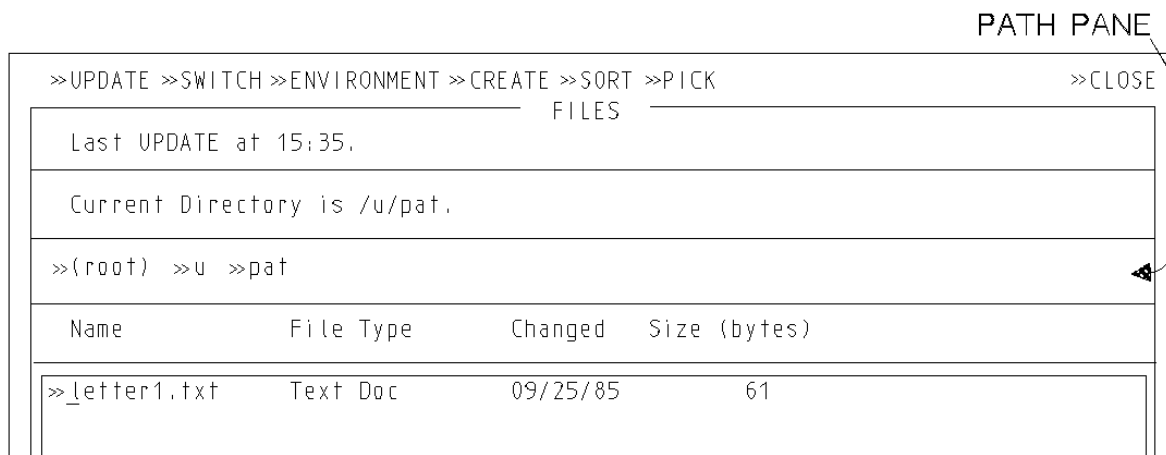 PATH PANE
»UPDATE »SWITCH »ENVIRONMENT »CREATE »SORT »PICK »CLOSE
FILES
Last UPDATE at 15:35.
Current Directory is /u/pat.
»(root) »u »pat
Name File Type Changed Size (bytes)
»letter1.txt Text Doc 09/25/85 61